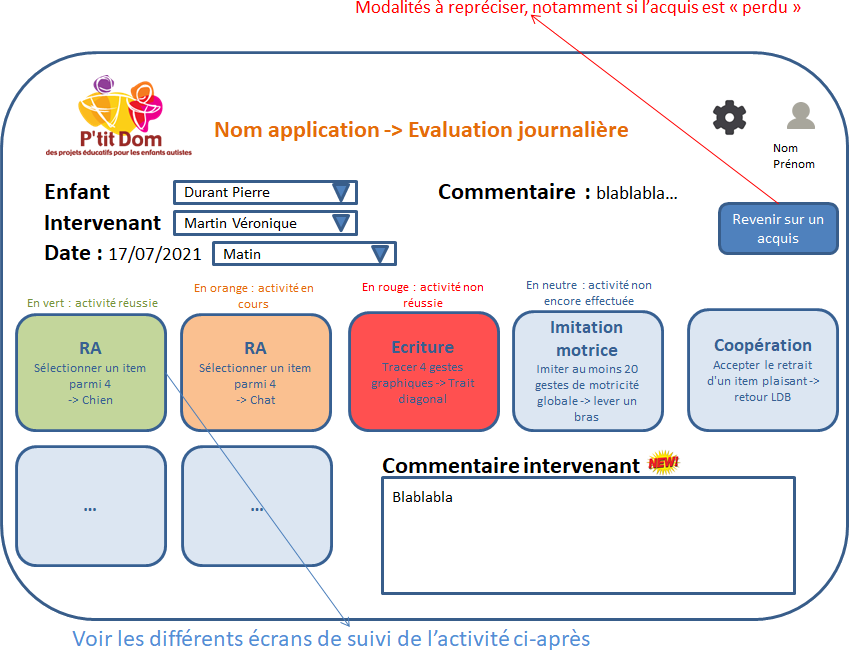 Modalités à repréciser, notamment si l'acquis est « perdu »
P'tit Dom
des projets éducatifs pour les enfants autistes
Nom application -> Evaluation journalière
Nom
Prénom
Enfant
Durant Pierre
Commentaire : blablabla...
Intervenant
Martin Véronique
Revenir sur un
acquis
Date : 17/07/2021
Matin
En vert : activité réussie
En orange : activité en
cours
En rouge : activité non
réussie
En neutre : activité non
encore effectuée
RA
Sélectionner un item
parmi 4
-> Chien
RA
Sélectionner un item
parmi 4
-> Chat
Ecriture
Tracer 4 gestes
graphiques -> Trait
diagonal
Imitation
motrice
Imiter au moins 20
gestes de motricité
globale -> lever un
bras
Coopération
Accepter le retrait
d'un item plaisant ->
retour LDB
...
...
Commentaire intervenant NEW!
Blablabla
Voir les différents écrans de suivi de l'activité ci-après